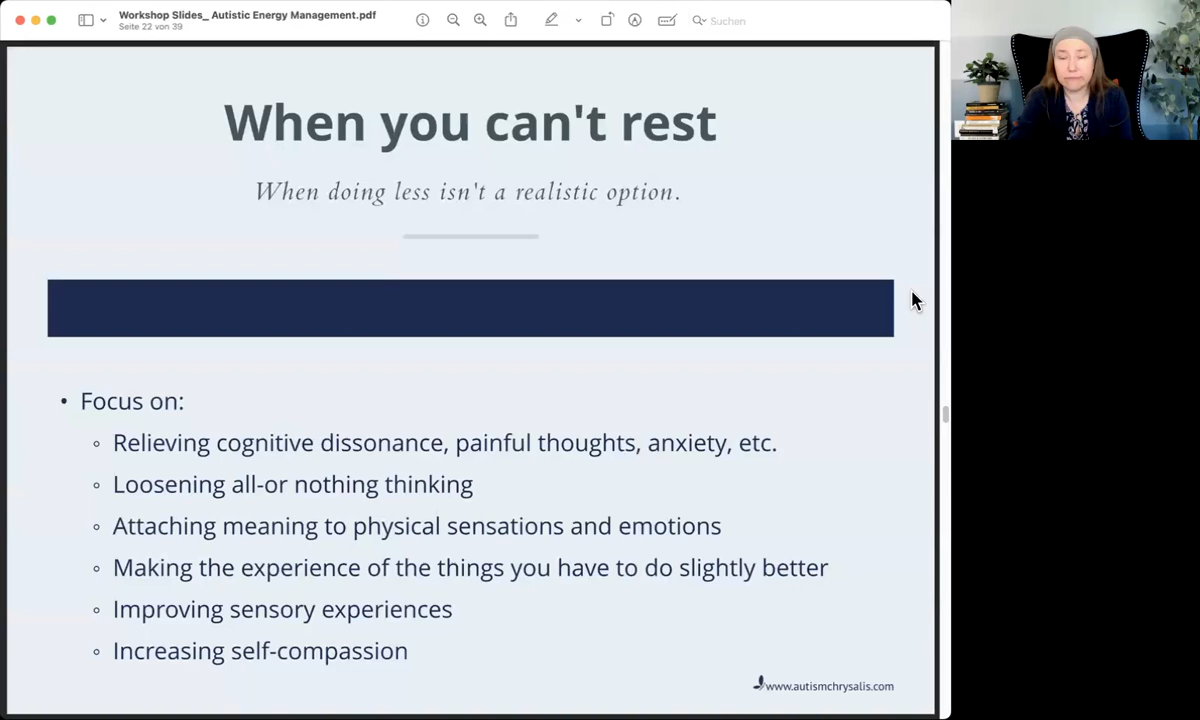 Workshop Slides_ Autistic Energy Management.pdf
Seite 22 von 39
Suchen
When you can't rest
When doing less isn't a realistic option.
• Focus on:
◦ Relieving cognitive dissonance, painful thoughts, anxiety, etc.
◦ Loosening all-or nothing thinking
◦ Attaching meaning to physical sensations and emotions
◦ Making the experience of the things you have to do slightly better
◦ Improving sensory experiences
◦ Increasing self-compassion
www.autismchrysalis.com